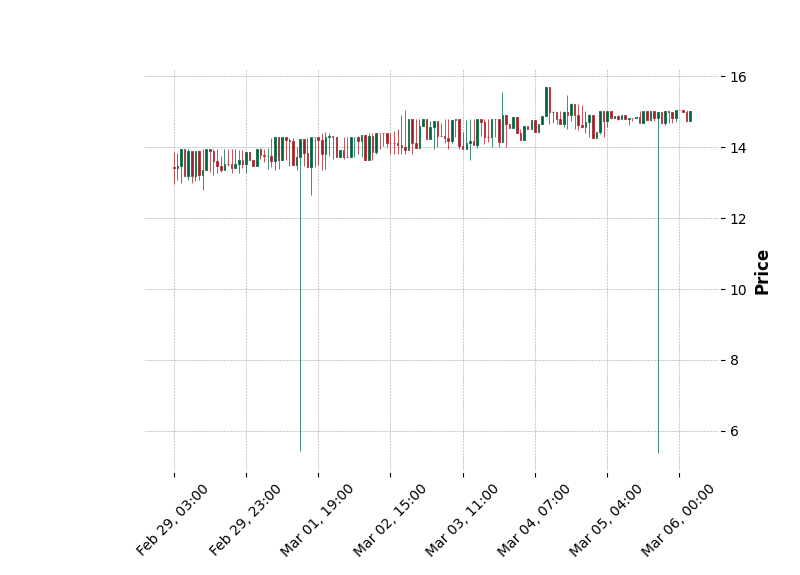 16
14
12
10
8
6
Price
Feb 29, 03:00
Feb 29, 23:00
Mar 01, 19:00
Mar 02, 15:00
Mar 03, 11:00
Mar 04, 07:00
Mar 05, 04:00
Mar 06, 00:00